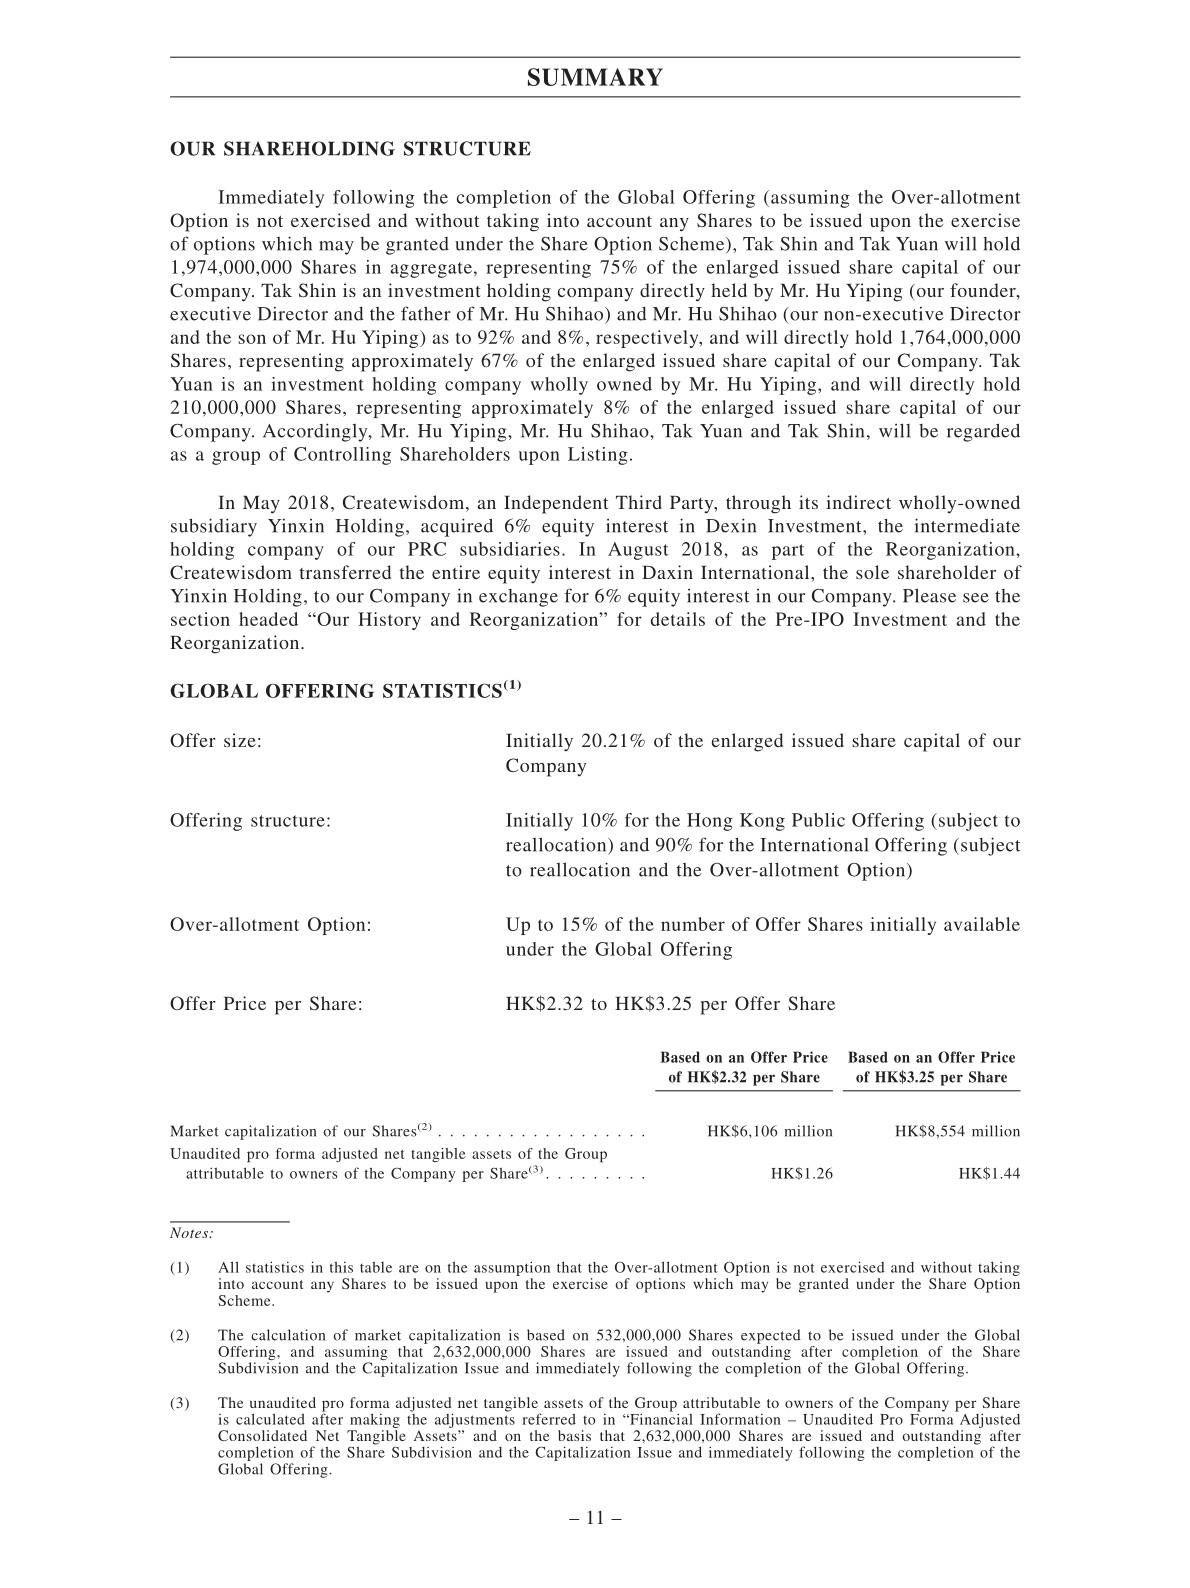 SUMMARY
OUR SHAREHOLDING STRUCTURE
Immediately following the completion of the Global Offering (assuming the Over-allotment
Option is not exercised and without taking into account any Shares to be issued upon the exercise
of options which may be granted under the Share Option Scheme), Tak Shin and Tak Yuan will hold
1,974,000,000 Shares in aggregate, representing 75% of the enlarged issued share capital of our
Company. Tak Shin is an investment holding company directly held by Mr. Hu Yiping (our founder,
executive Director and the father of Mr. Hu Shihao) and Mr. Hu Shihao (our non-executive Director
and the son of Mr. Hu Yiping) as to 92% and 8%, respectively, and will directly hold 1,764,000,000
Shares, representing approximately 67% of the enlarged issued share capital of our Company. Tak
Yuan is an investment holding company wholly owned by Mr. Hu Yiping, and will directly hold
210,000,000 Shares, representing approximately 8% of the enlarged issued share capital of our
Company. Accordingly, Mr. Hu Yiping, Mr. Hu Shihao, Tak Yuan and Tak Shin, will be regarded
as a group of Controlling Shareholders upon Listing.
In May 2018, Createwisdom, an Independent Third Party, through its indirect wholly-owned
subsidiary Yinxin Holding, acquired 6% equity interest in Dexin Investment, the intermediate
holding company of our PRC subsidiaries. In August 2018, as part of the Reorganization,
Createwisdom transferred the entire equity interest in Daxin International, the sole shareholder of
Yinxin Holding, to our Company in exchange for 6% equity interest in our Company. Please see the
section headed “Our History and Reorganization” for details of the Pre-IPO Investment and the
Reorganization.
GLOBAL OFFERING STATISTICS(1)
Offer size: Initially 20.21% of the enlarged issued share capital of our
Company
Offering structure: Initially 10% for the Hong Kong Public Offering (subject to
reallocation) and 90% for the International Offering (subject
to reallocation and the Over-allotment Option)
Over-allotment Option: Up to 15% of the number of Offer Shares initially available
under the Global Offering
Offer Price per Share: HK$2.32 to HK$3.25 per Offer Share
Based on an Offer Price Based on an Offer Price
of HK$2.32 per Share of HK$3.25 per Share
Market capitalization of our Shares(2) . . . . . . . . . . . . . . . . . . HK$6,106 million HK$8,554 million
Unaudited pro forma adjusted net tangible assets of the Group
attributable to owners of the Company per Share(3) . . . . . . . . . HK$1.26 HK$1.44
Notes:
(1) All statistics in this table are on the assumption that the Over-allotment Option is not exercised and without taking
into account any Shares to be issued upon the exercise of options which may be granted under the Share Option
Scheme.
(2) The calculation of market capitalization is based on 532,000,000 Shares expected to be issued under the Global
Offering, and assuming that 2,632,000,000 Shares are issued and outstanding after completion of the Share
Subdivision and the Capitalization Issue and immediately following the completion of the Global Offering.
(3) The unaudited pro forma adjusted net tangible assets of the Group attributable to owners of the Company per Share
is calculated after making the adjustments referred to in “Financial Information – Unaudited Pro Forma Adjusted
Consolidated Net Tangible Assets” and on the basis that 2,632,000,000 Shares are issued and outstanding after
completion of the Share Subdivision and the Capitalization Issue and immediately following the completion of the
Global Offering.
– 11 –